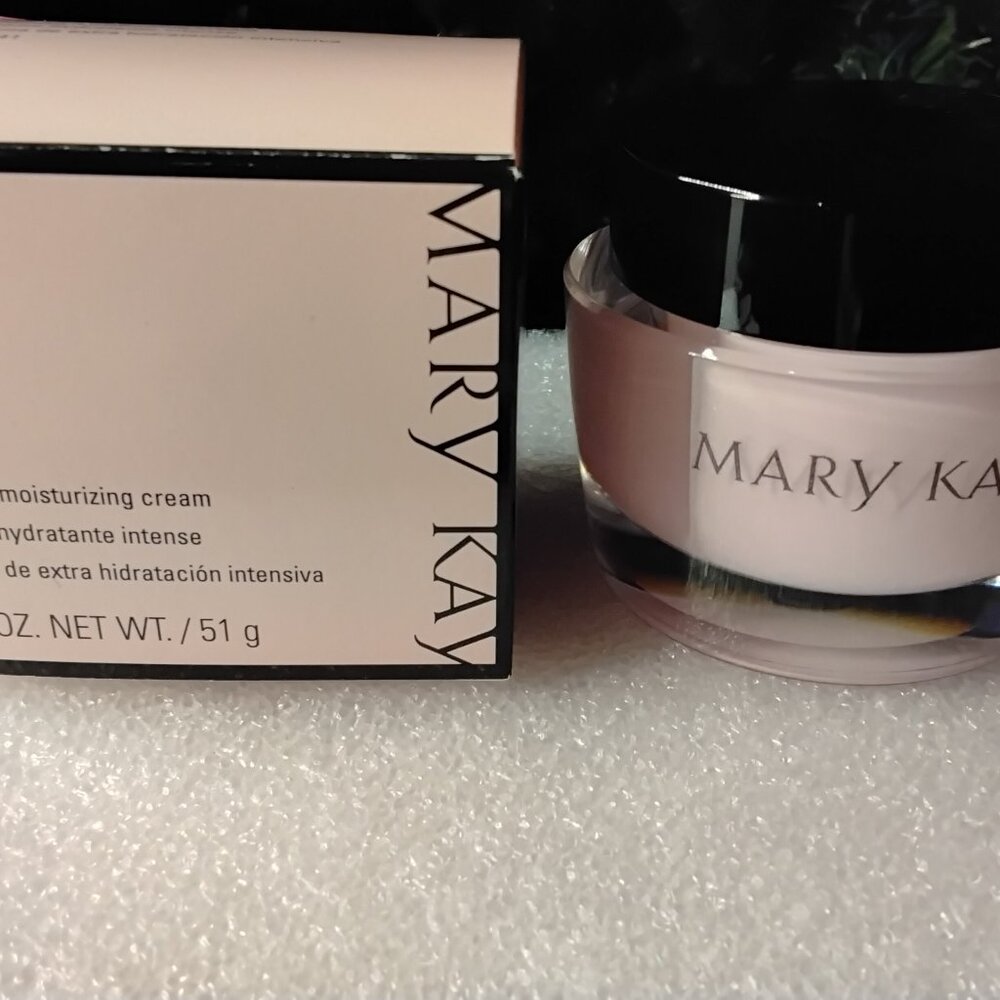 MARY KAY
moisturizing cream
hydratante intense
de extra hidratación intensiva
OZ. NET WT. / 51 g
MARY KA